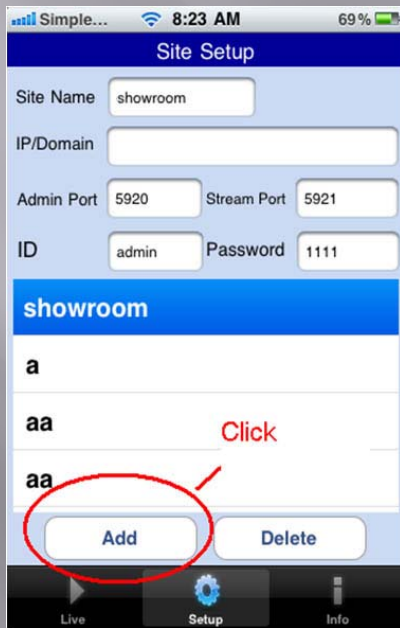 Simple... 8:23 AM 69%
Site Setup
Site Name showroom
IP/Domain
Admin Port 5920 Stream Port 5921
ID admin Password 1111
showroom
a
aa
Click
aa
Add Delete
Live Setup Info